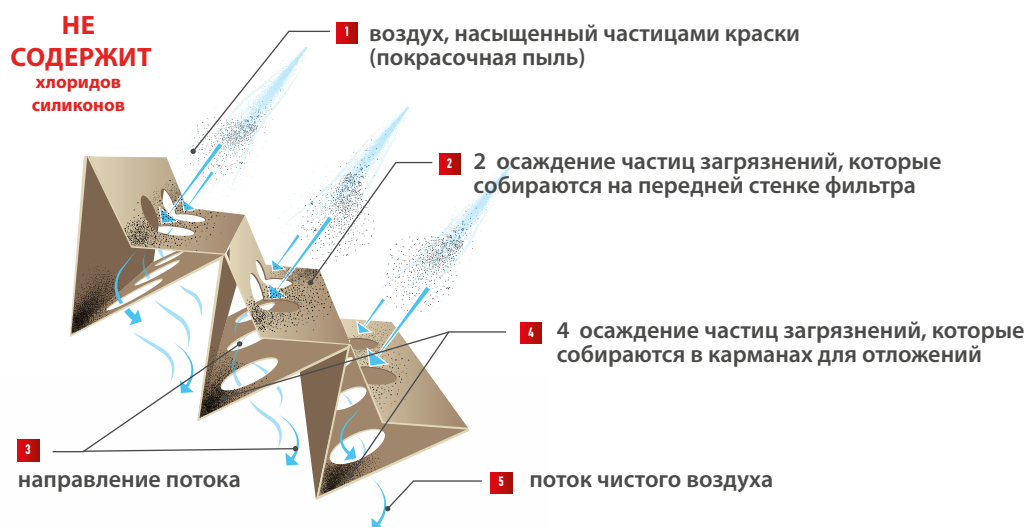 НЕ
СОДЕРЖИТ
хлоридов
силиконов
1 воздух, насыщенный частицами краски
(покрасочная пыль)
2 2 осаждение частиц загрязнений, которые
собираются на передней стенке фильтра
4 4 осаждение частиц загрязнений, которые
собираются в карманах для отложений
3
направление потока
5 поток чистого воздуха